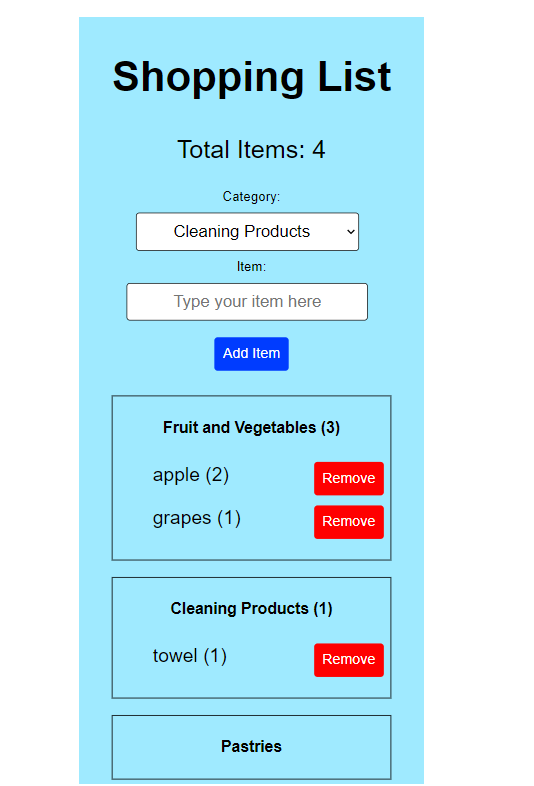 Shopping List
Total Items: 4
Category:
Cleaning Products
Item:
Type your item here
Add Item
Fruit and Vegetables (3)
apple (2) Remove
grapes (1) Remove
Cleaning Products (1)
towel (1) Remove
Pastries